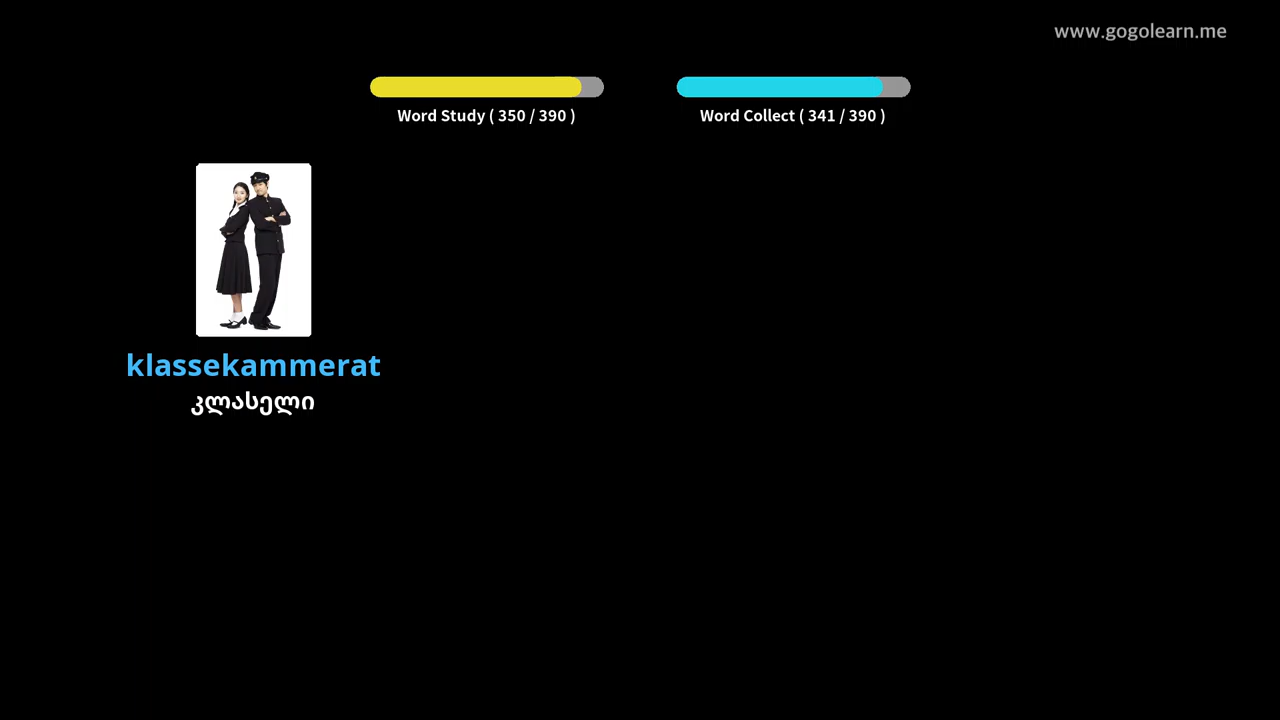 www.gogolearn.me
Word Study ( 350 / 390 )
Word Collect ( 341 / 390 )
klassekammerat
კლასელი